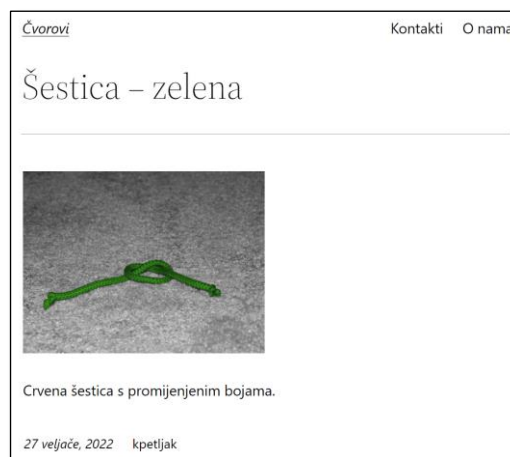 Čvorovi
Kontakti O nama
Šestica – zelena
Crvena šestica s promijenjenim bojama.
27 veljače, 2022 kpetljak